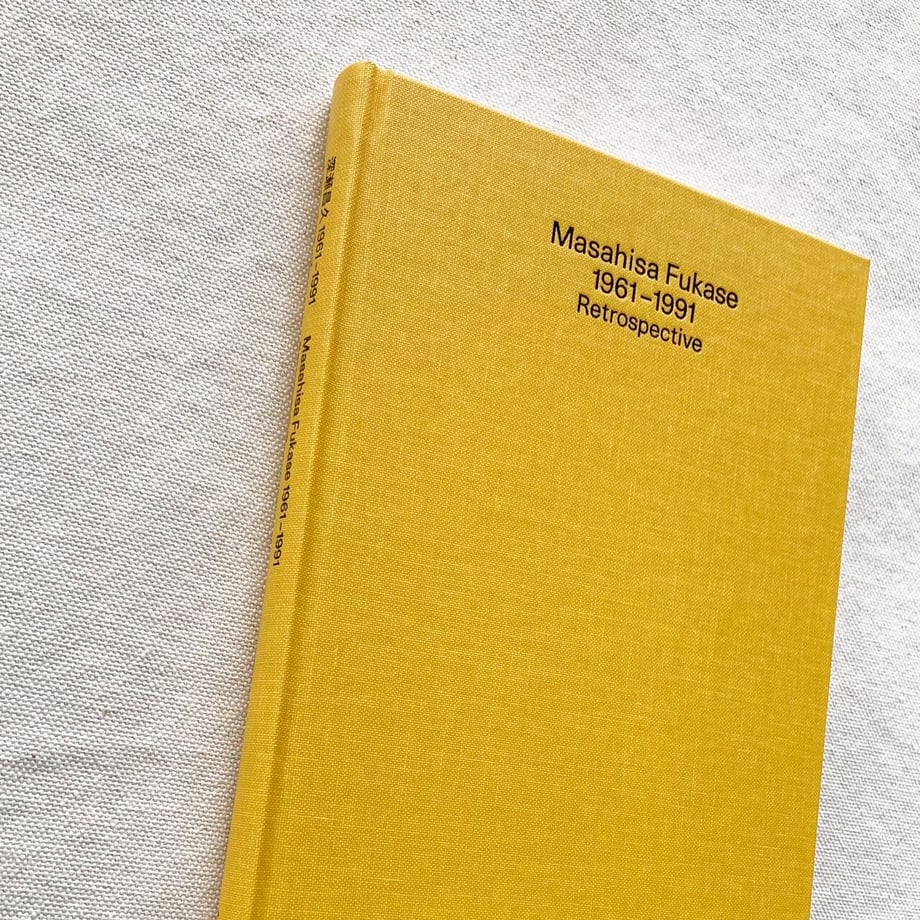 Masahisa Fukase
1961–1991
Retrospective
深瀬昌久 1961–1991 Masahisa Fukase 1961–1991